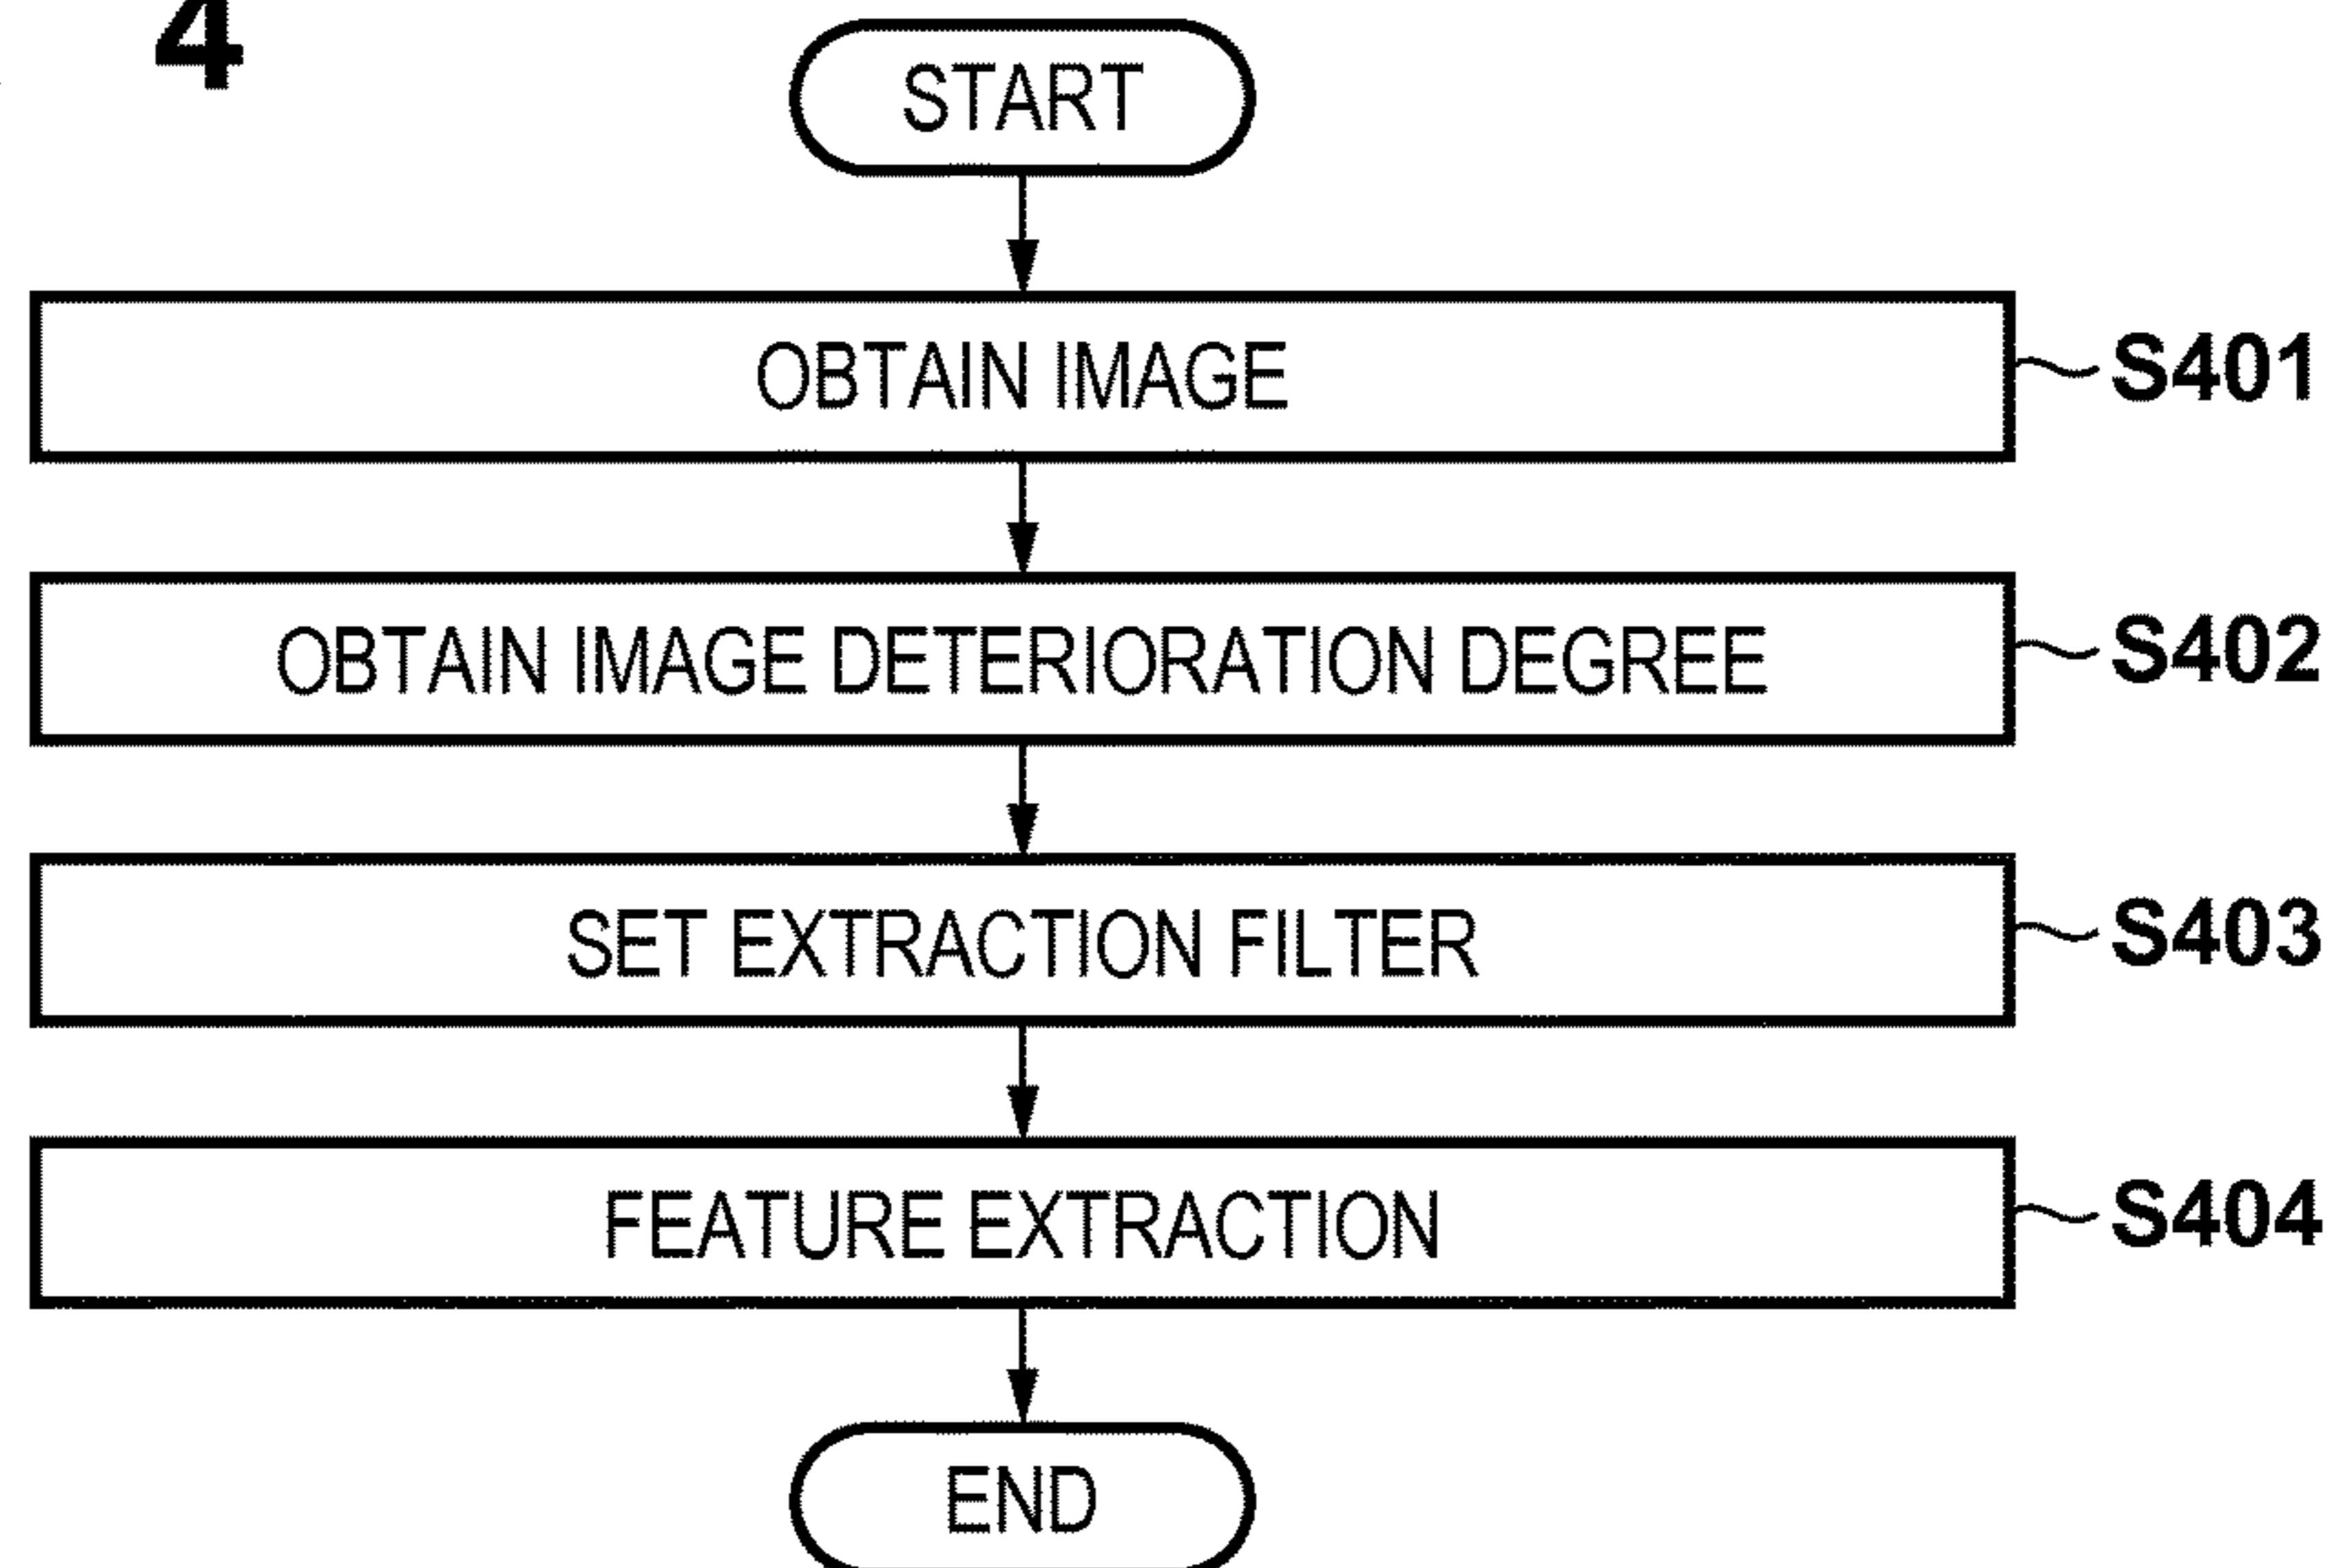 4
START
OBTAIN IMAGE
S401
OBTAIN IMAGE DETERIORATION DEGREE
S402
SET EXTRACTION FILTER
S403
FEATURE EXTRACTION
S404
END